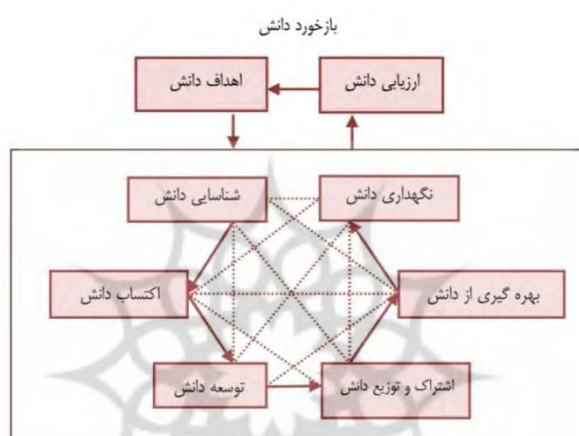 بازخورد دانش
ارزیابی دانش
اهداف دانش
نگهداری دانش
شناسایی دانش
بهره گیری از دانش
اکتساب دانش
اشتراک و توزیع دانش
توسعه دانش